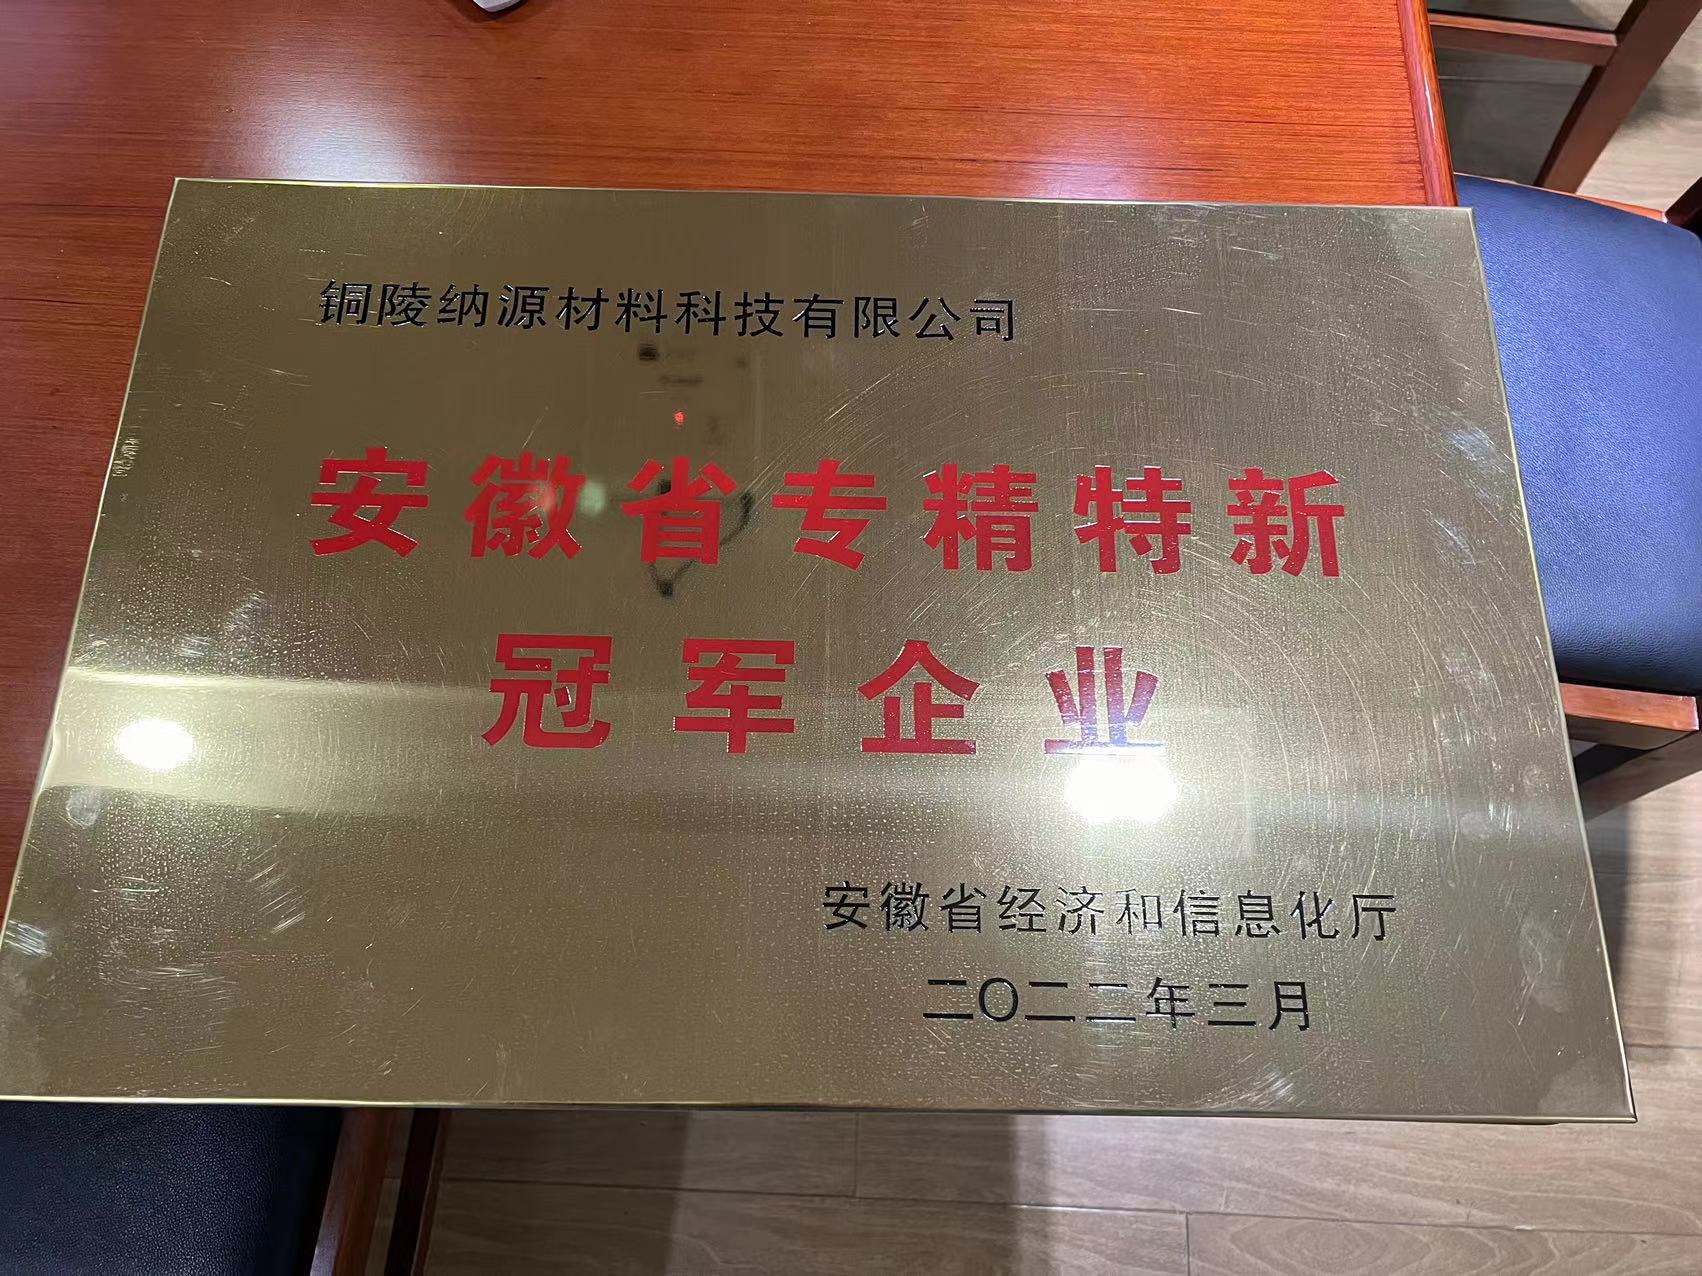 铜陵纳源材料科技有限公司
安徽省专精特新
冠军企业
安徽省经济和信息化厅
二〇二二年三月